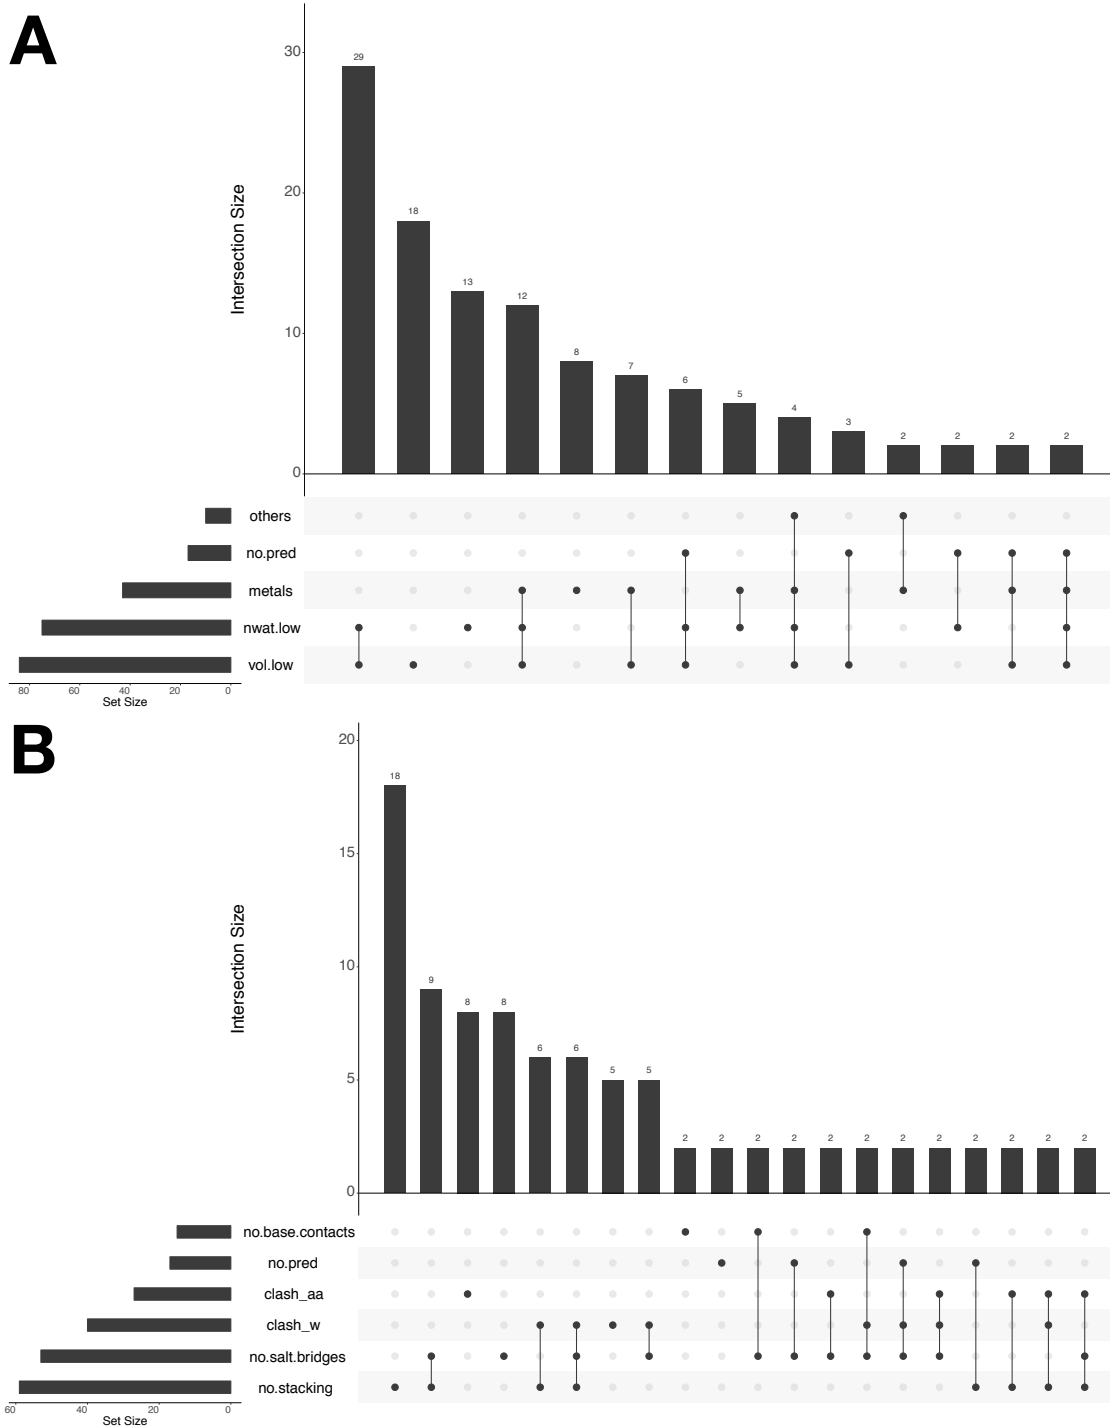 A
Intersection Size
30
20
10
0
29
18
13
12
8
7
6
5
4
3
2
2
2
2
others
no.pred
metals
nwat.low
vol.low
80 60 40 20 0
Set Size
B
Intersection Size
20
15
10
5
0
18
9
8
8
6
6
5
5
2
2
2
2
2
2
2
2
2
2
2
2
no.base.contacts
no.pred
clash_aa
clash_w
no.salt.bridges
no.stacking
60 40 20 0
Set Size